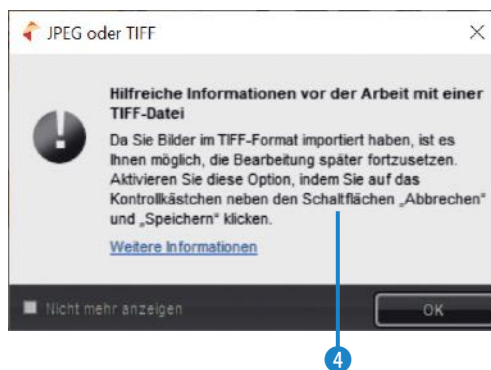 JPEG oder TIFF
Hilfreiche Informationen vor der Arbeit mit einer
TIFF-Datei
Da Sie Bilder im TIFF-Format importiert haben, ist es
Ihnen möglich, die Bearbeitung später fortzusetzen.
Aktivieren Sie diese Option, indem Sie auf das
Kontrollkästchen neben den Schaltflächen „Abbrechen“
und „Speichern“ klicken.
Weitere Informationen
Nicht mehr anzeigen
OK
4